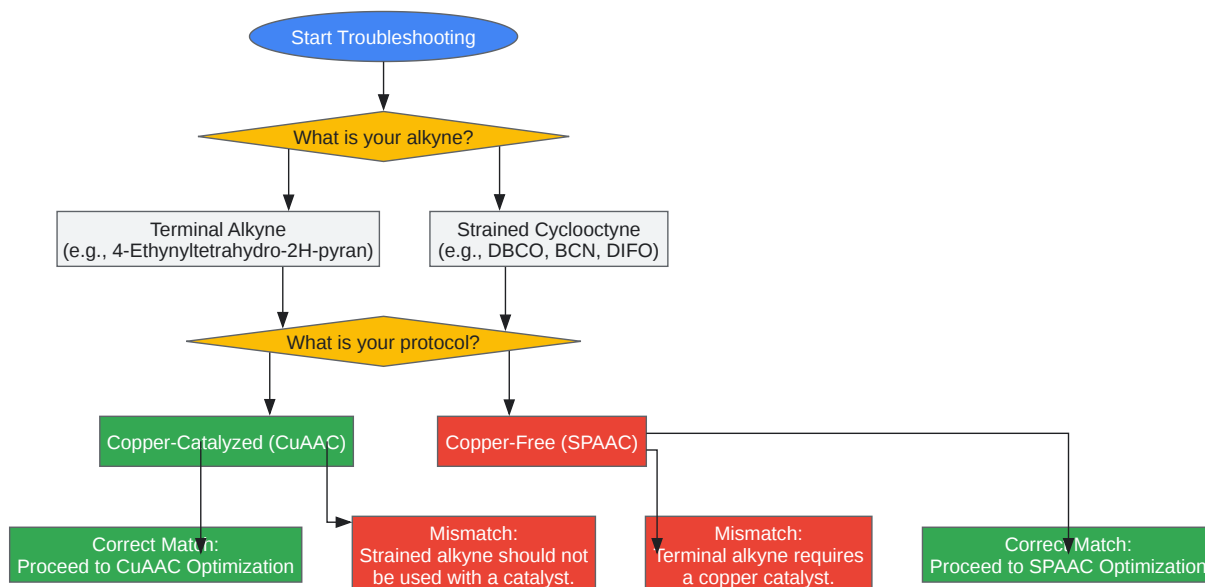 Start Troubleshooting
What is your alkyne?
Terminal Alkyne
(e.g., 4-Ethynyltetrahydro-2H-pyran)
Strained Cyclooctyne
(e.g., DBCO, BCN, DIFO)
What is your protocol?
Copper-Catalyzed (CuAAC)
Copper-Free (SPAAC)
Correct Match:
Proceed to CuAAC Optimization
Mismatch:
Strained alkyne should not
be used with a catalyst.
Mismatch:
Terminal alkyne requires
a copper catalyst.
Correct Match:
Proceed to SPAAC Optimization